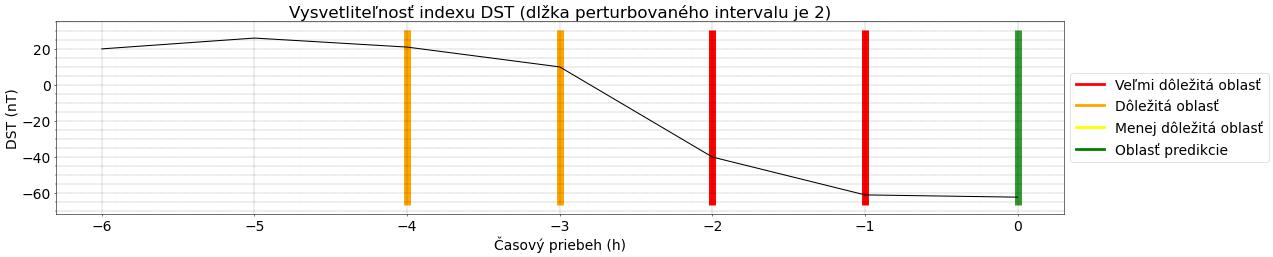 Vysvetliteľnosť indexu DST (dlžka perturbovaného intervalu je 2)
DST (nT)
20
0
−20
−40
−60
−6
−5
−4
−3
−2
−1
0
Časový priebeh (h)
Veľmi dôležitá oblasť
Dôležitá oblasť
Menej dôležitá oblasť
Oblasť predikcie